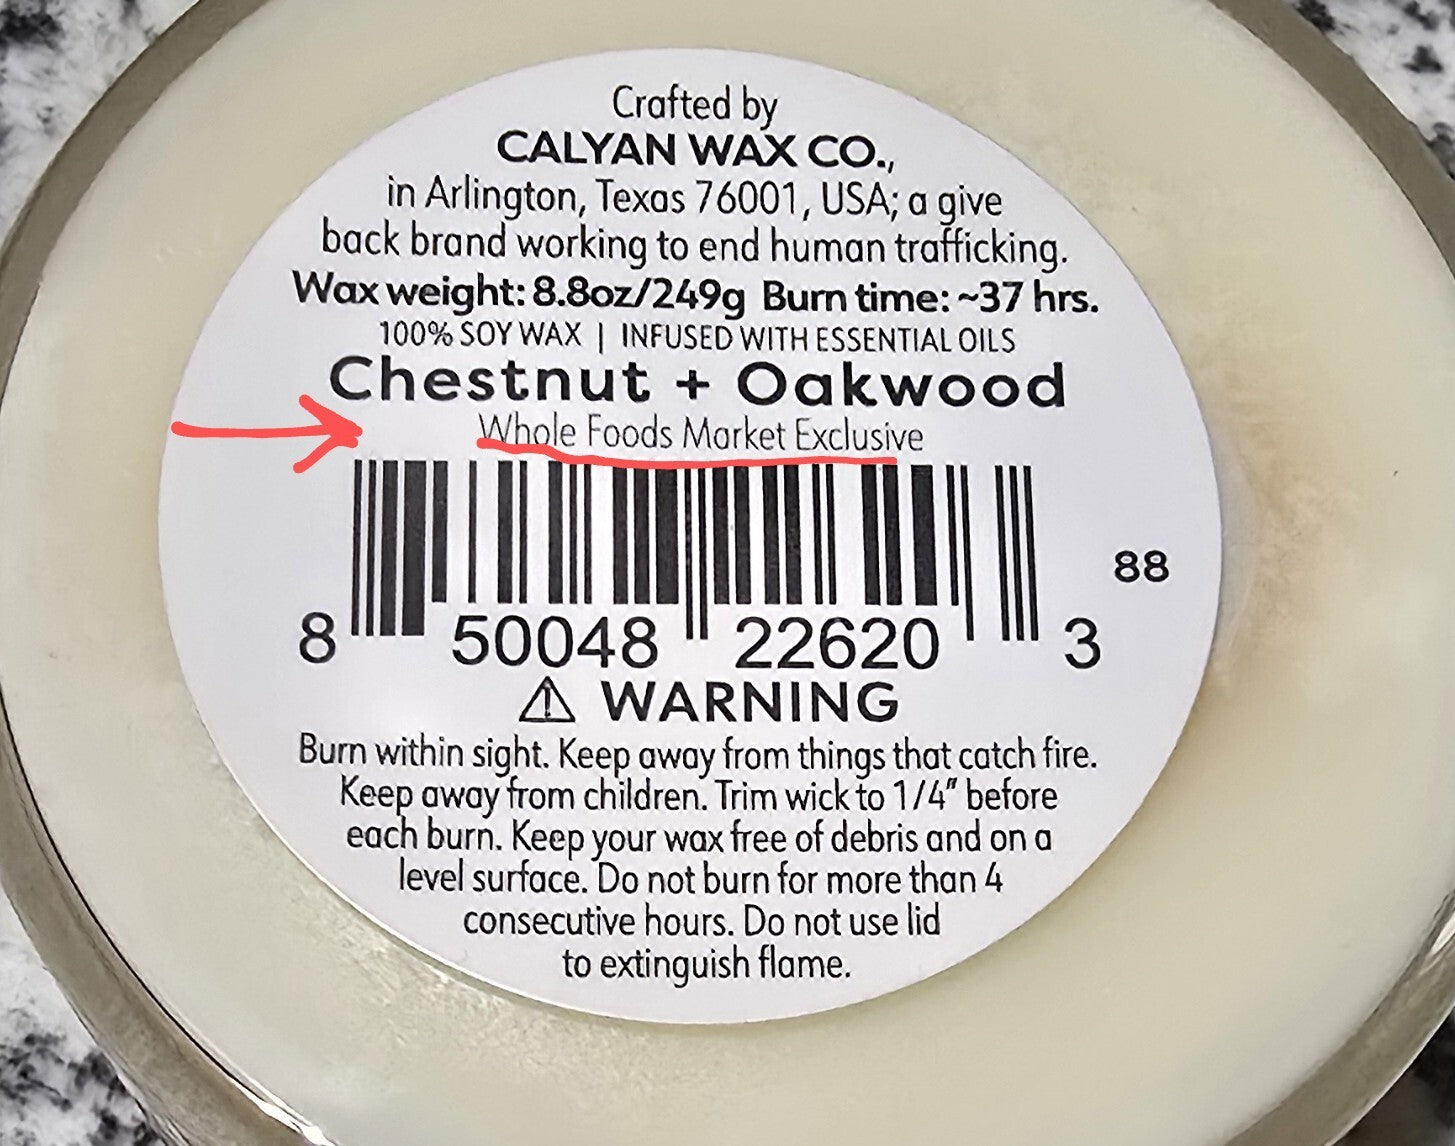 Crafted by
CALYAN WAX CO.,
in Arlington, Texas 76001, USA; a give
back brand working to end human trafficking.
Wax weight: 8.8oz/249g Burn time: ~37 hrs.
100% SOY WAX | INFUSED WITH ESSENTIAL OILS
Chestnut + Oakwood
Whole Foods Market Exclusive
88
8 50048 22620 3
⚠ WARNING
Burn within sight. Keep away from things that catch fire.
Keep away from children. Trim wick to 1/4" before
each burn. Keep your wax free of debris and on a
level surface. Do not burn for more than 4
consecutive hours. Do not use lid
to extinguish flame.